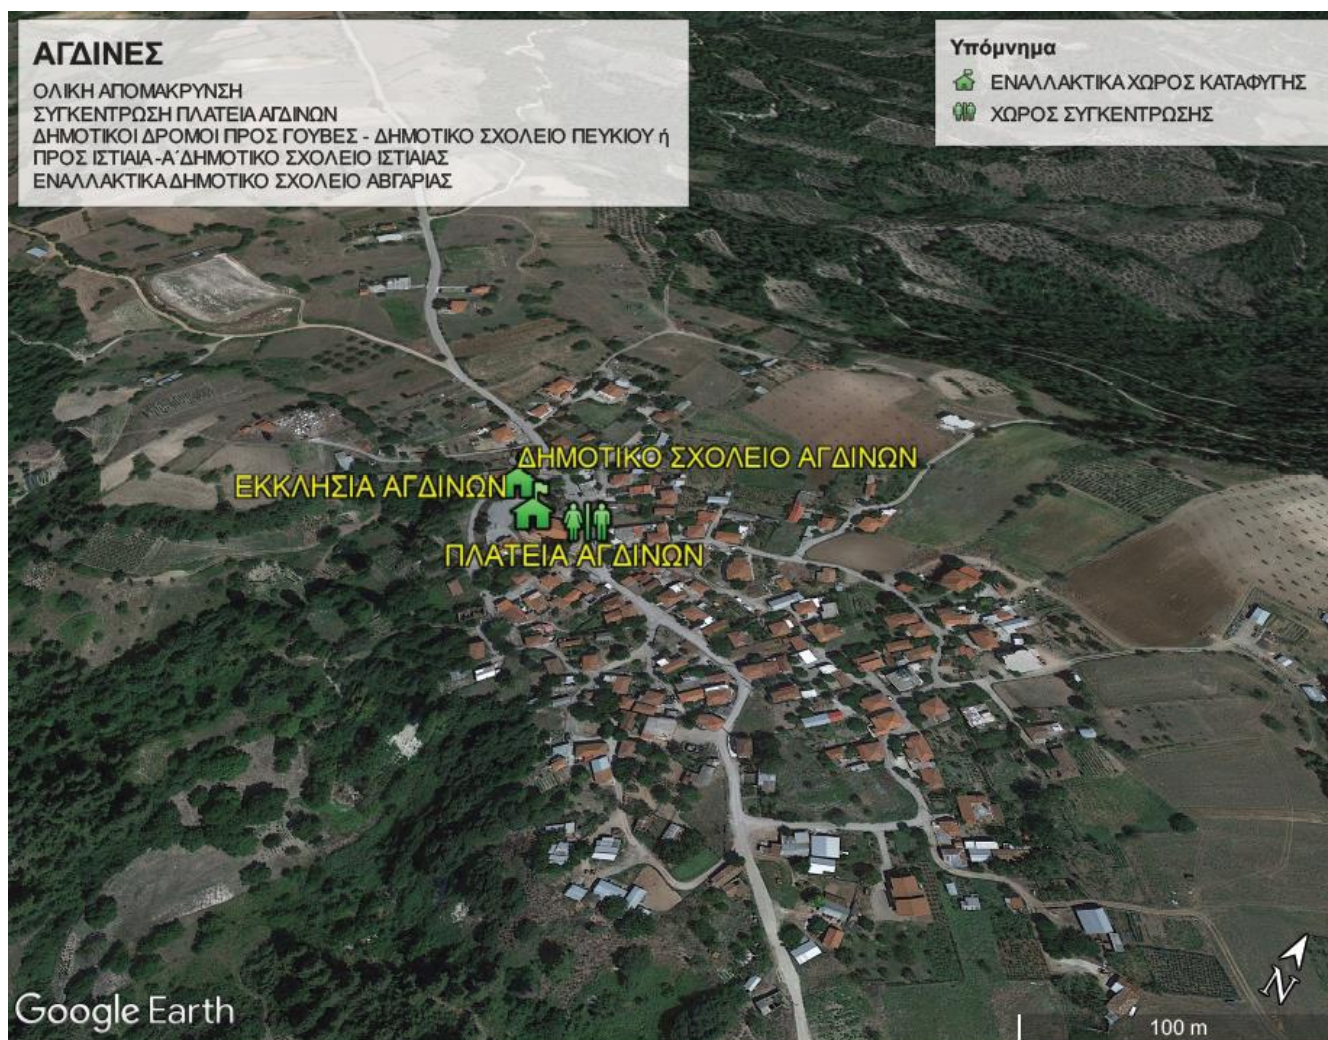 ΑΓΔΙΝΕΣ
ΟΛΙΚΗ ΑΠΟΜΑΚΡΥΝΣΗ
ΣΥΓΚΕΝΤΡΩΣΗ ΠΛΑΤΕΙΑ ΑΓΔΙΝΩΝ
ΔΗΜΟΤΙΚΟΙ ΔΡΟΜΟΙ ΠΡΟΣ ΓΟΥΒΕΣ - ΔΗΜΟΤΙΚΟ ΣΧΟΛΕΙΟ ΠΕΥΚΙΟΥ ή
ΠΡΟΣ ΙΣΤΙΑΙΑ -Α΄ΔΗΜΟΤΙΚΟ ΣΧΟΛΕΙΟ ΙΣΤΙΑΙΑΣ
ΕΝΑΛΛΑΚΤΙΚΑ ΔΗΜΟΤΙΚΟ ΣΧΟΛΕΙΟ ΑΒΓΑΡΙΑΣ
Υπόμνημα
ΕΝΑΛΛΑΚΤΙΚΑ ΧΩΡΟΣ ΚΑΤΑΦΥΓΗΣ
ΧΩΡΟΣ ΣΥΓΚΕΝΤΡΩΣΗΣ
ΔΗΜΟΤΙΚΟ ΣΧΟΛΕΙΟ ΑΓΔΙΝΩΝ
ΕΚΚΛΗΣΙΑ ΑΓΔΙΝΩΝ
ΠΛΑΤΕΙΑ ΑΓΔΙΝΩΝ
Google Earth
N
100 m